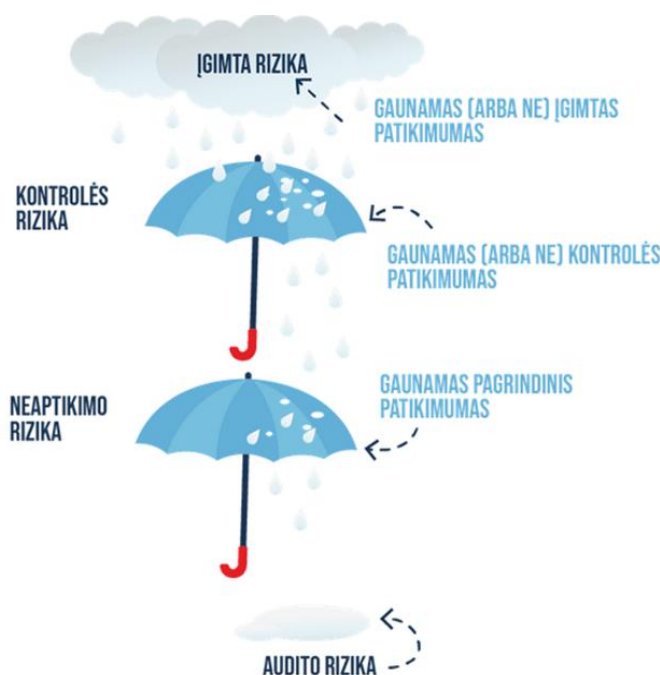 ĮGIMTA RIZIKA
GAUNAMAS (ARBA NE) ĮGIMTAS
PATIKIMUMAS
KONTROLĖS
RIZIKA
GAUNAMAS (ARBA NE) KONTROLĖS
PATIKIMUMAS
NEAPTIKIMO
RIZIKA
GAUNAMAS PAGRINDINIS
PATIKIMUMAS
AUDITO RIZIKA